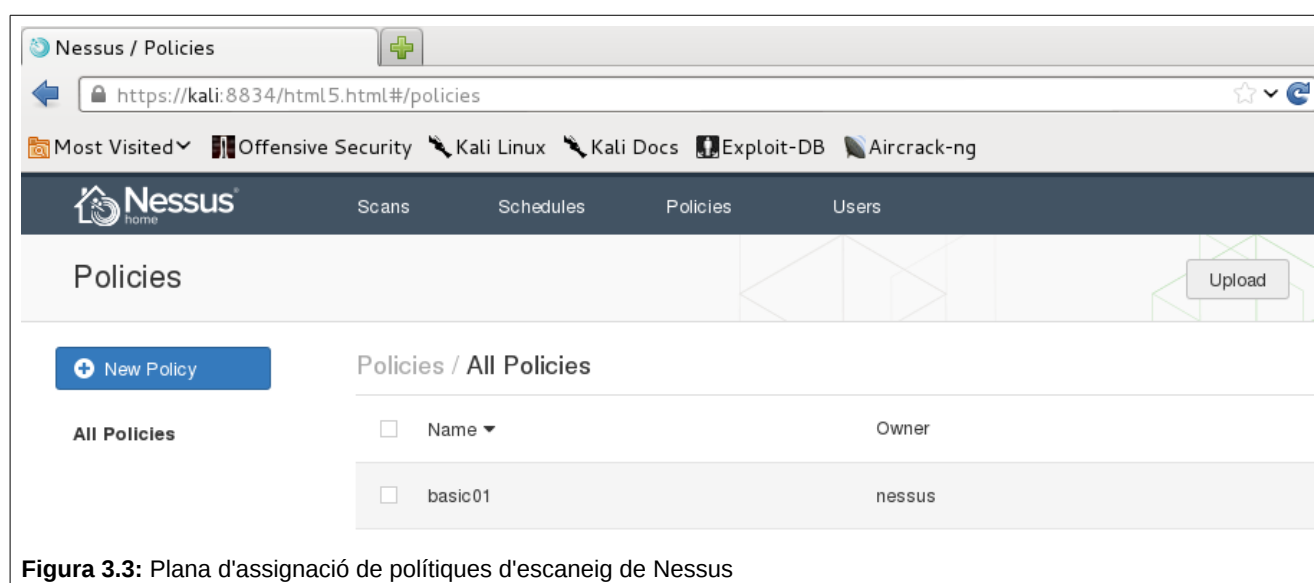 Nessus / Policies
https://kali:8834/html5.html#/policies
Most Visited Offensive Security Kali Linux Kali Docs Exploit-DB Aircrack-ng
Nessus® home Scans Schedules Policies Users
Policies Upload
New Policy Policies / All Policies
All Policies Name Owner
basic01 nessus
Figura 3.3: Plana d'assignació de polítiques d'escaneig de Nessus